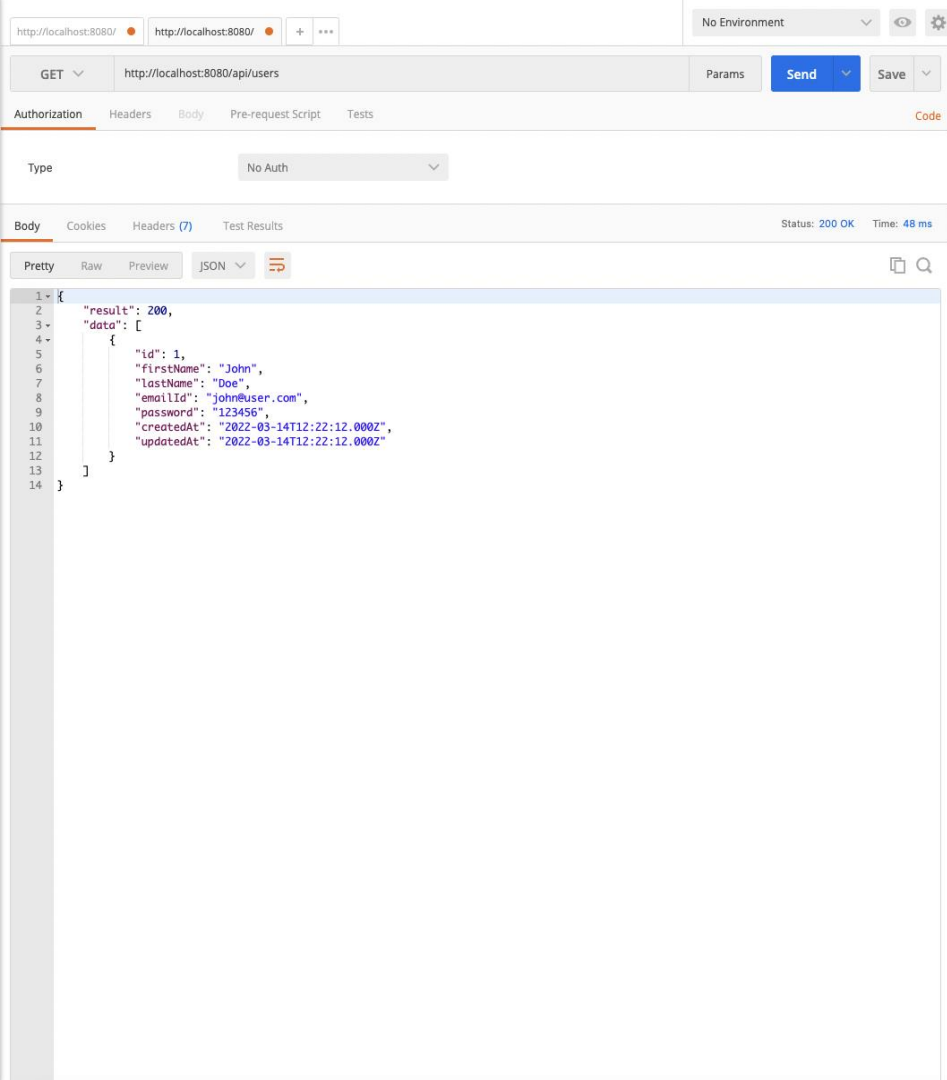 http://localhost:8080/ http://localhost:8080/ + ••• No Environment
GET http://localhost:8080/api/users Params Send Save
Authorization Headers Body Pre-request Script Tests Code
Type No Auth
Body Cookies Headers (7) Test Results Status: 200 OK Time: 48 ms
Pretty Raw Preview JSON
1 {
2 "result": 200,
3 "data": [
4 {
5 "id": 1,
6 "firstName": "John",
7 "lastName": "Doe",
8 "emailId": "john@user.com",
9 "password": "123456",
10 "createdAt": "2022-03-14T12:22:12.000Z",
11 "updatedAt": "2022-03-14T12:22:12.000Z"
12 }
13 ]
14 }